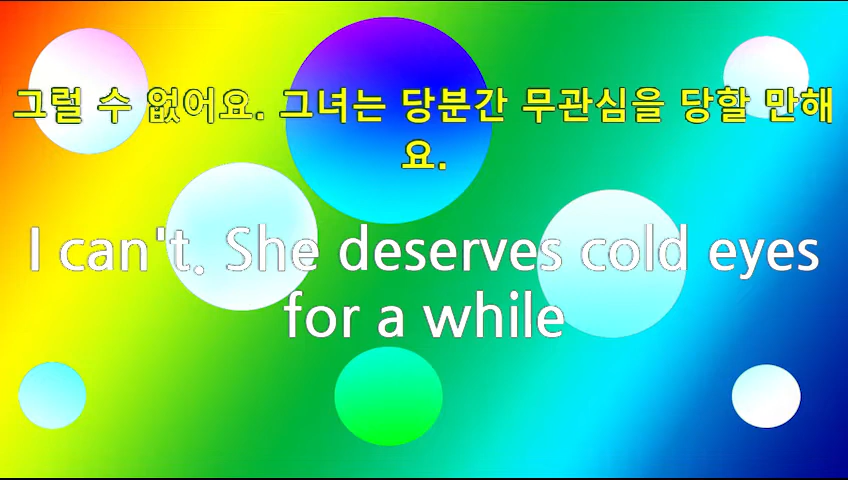 그럴 수 없어요. 그녀는 당분간 무관심을 당할 만해
요.
I can't. She deserves cold eyes
for a while